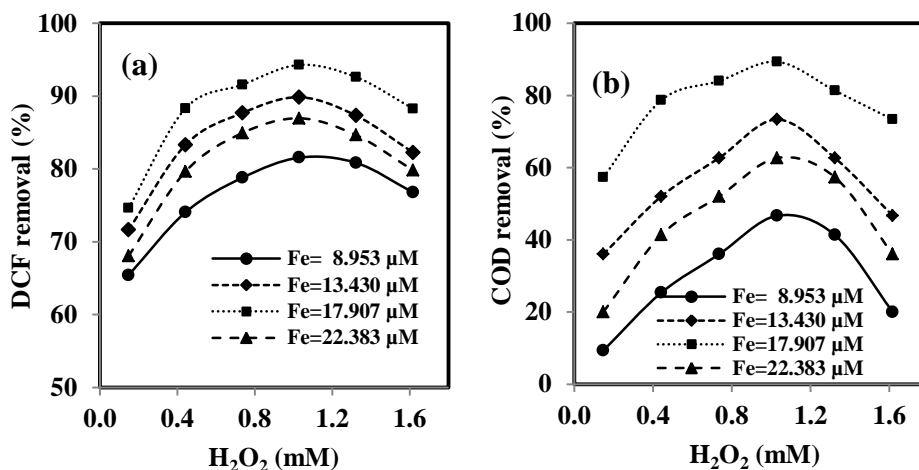 (a)
DCF removal (%)
100
90
80
70
60
50
0.0 0.4 0.8 1.2 1.6
H₂O₂ (mM)
Fe= 8.953 µM
Fe=13.430 µM
Fe=17.907 µM
Fe=22.383 µM
(b)
COD removal (%)
100
80
60
40
20
0
0.0 0.4 0.8 1.2 1.6
H₂O₂ (mM)
Fe= 8.953 µM
Fe=13.430 µM
Fe=17.907 µM
Fe=22.383 µM